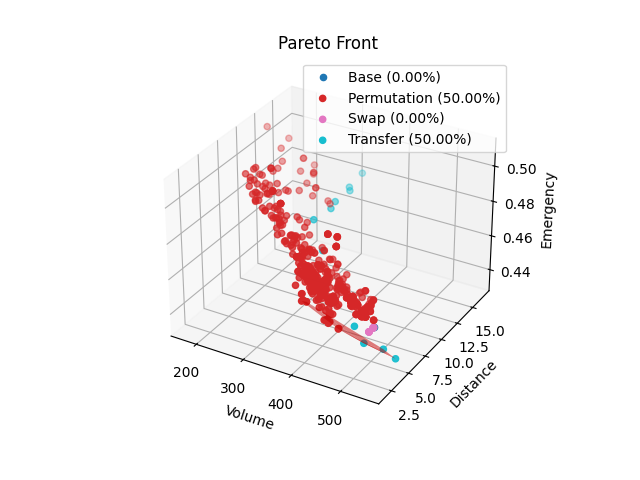 Pareto Front
Base (0.00%)
Permutation (50.00%)
Swap (0.00%)
Transfer (50.00%)
0.50
0.48
0.46
0.44
Emergency
15.0
12.5
10.0
7.5
5.0
2.5
Distance
200
300
400
500
Volume